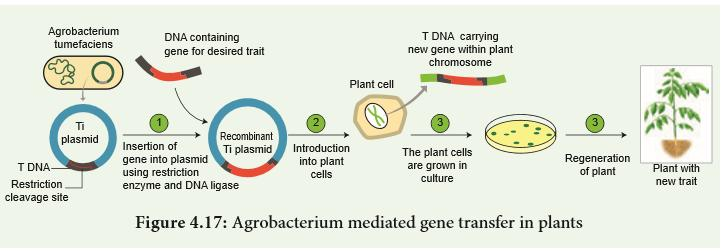 Agrobacterium
tumefaciens
DNA containing
gene for desired trait
T DNA carrying
new gene within plant
chromosome
Plant cell
Ti
plasmid
T DNA
Restriction
cleavage site
1
Insertion of
gene into plasmid
using restriction
enzyme and DNA ligase
Recombinant
Ti plasmid
2
Introduction
into plant
cells
3
The plant cells
are grown in
culture
3
Regeneration
of plant
Plant with
new trait
Figure 4.17: Agrobacterium mediated gene transfer in plants